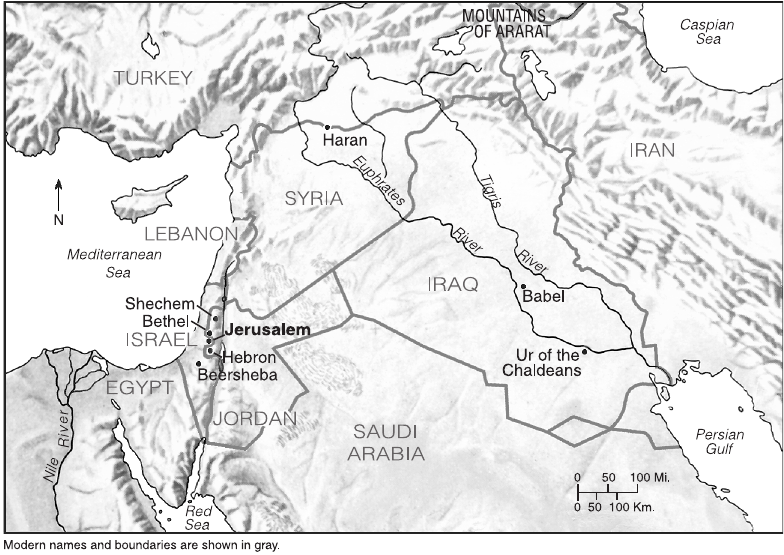 MOUNTAINS
OF ARARAT
Caspian
Sea
TURKEY
Haran
IRAN
Euphrates
River
Tigris
River
SYRIA
N
LEBANON
Mediterranean
Sea
IRAQ
Babel
Shechem
Bethel
Jerusalem
ISRAEL
Hebron
Beersheba
Ur of the
Chaldeans
EGYPT
JORDAN
SAUDI
ARABIA
Nile River
Persian
Gulf
Red
Sea
0 50 100 Mi.
0 50 100 Km.
Modern names and boundaries are shown in gray.